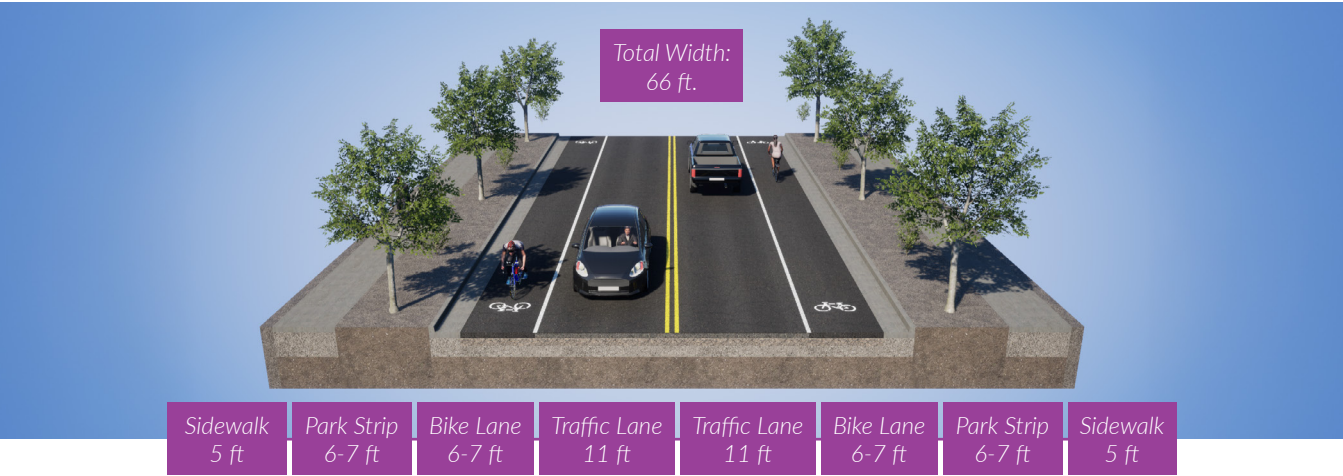 Total Width:
66 ft.
Sidewalk
5 ft
Park Strip
6-7 ft
Bike Lane
6-7 ft
Traffic Lane
11 ft
Traffic Lane
11 ft
Bike Lane
6-7 ft
Park Strip
6-7 ft
Sidewalk
5 ft